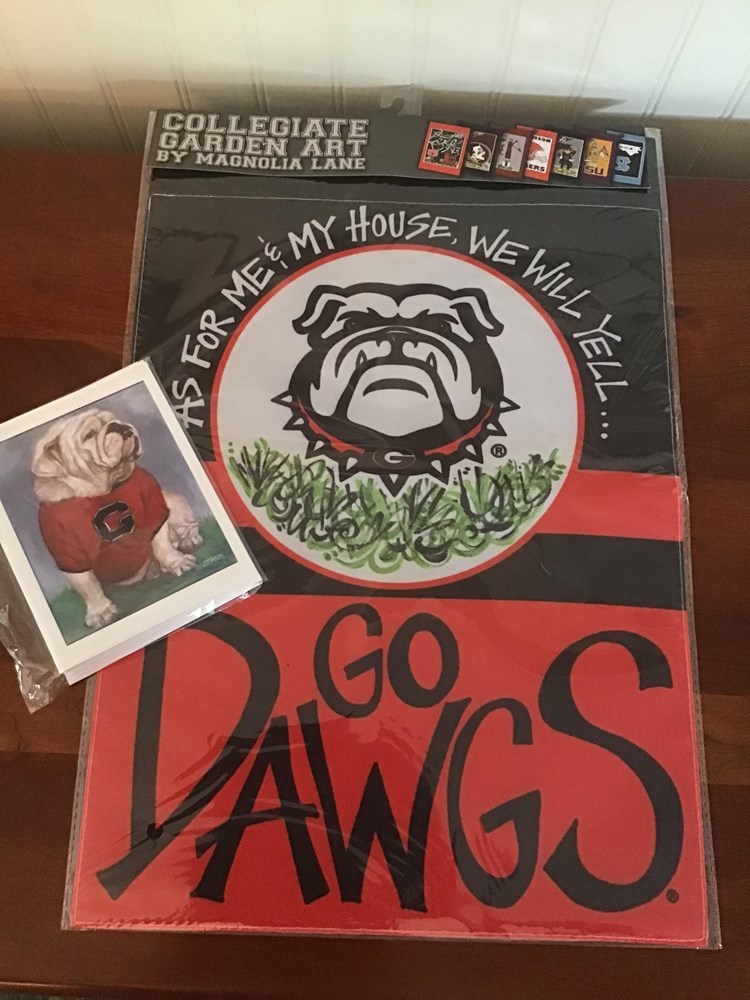 COLLEGIATE
GARDEN ART
BY MAGNOLIA LANE
AS FOR ME & MY HOUSE, WE WILL YELL...
G
®
G
GO
DAWGS.